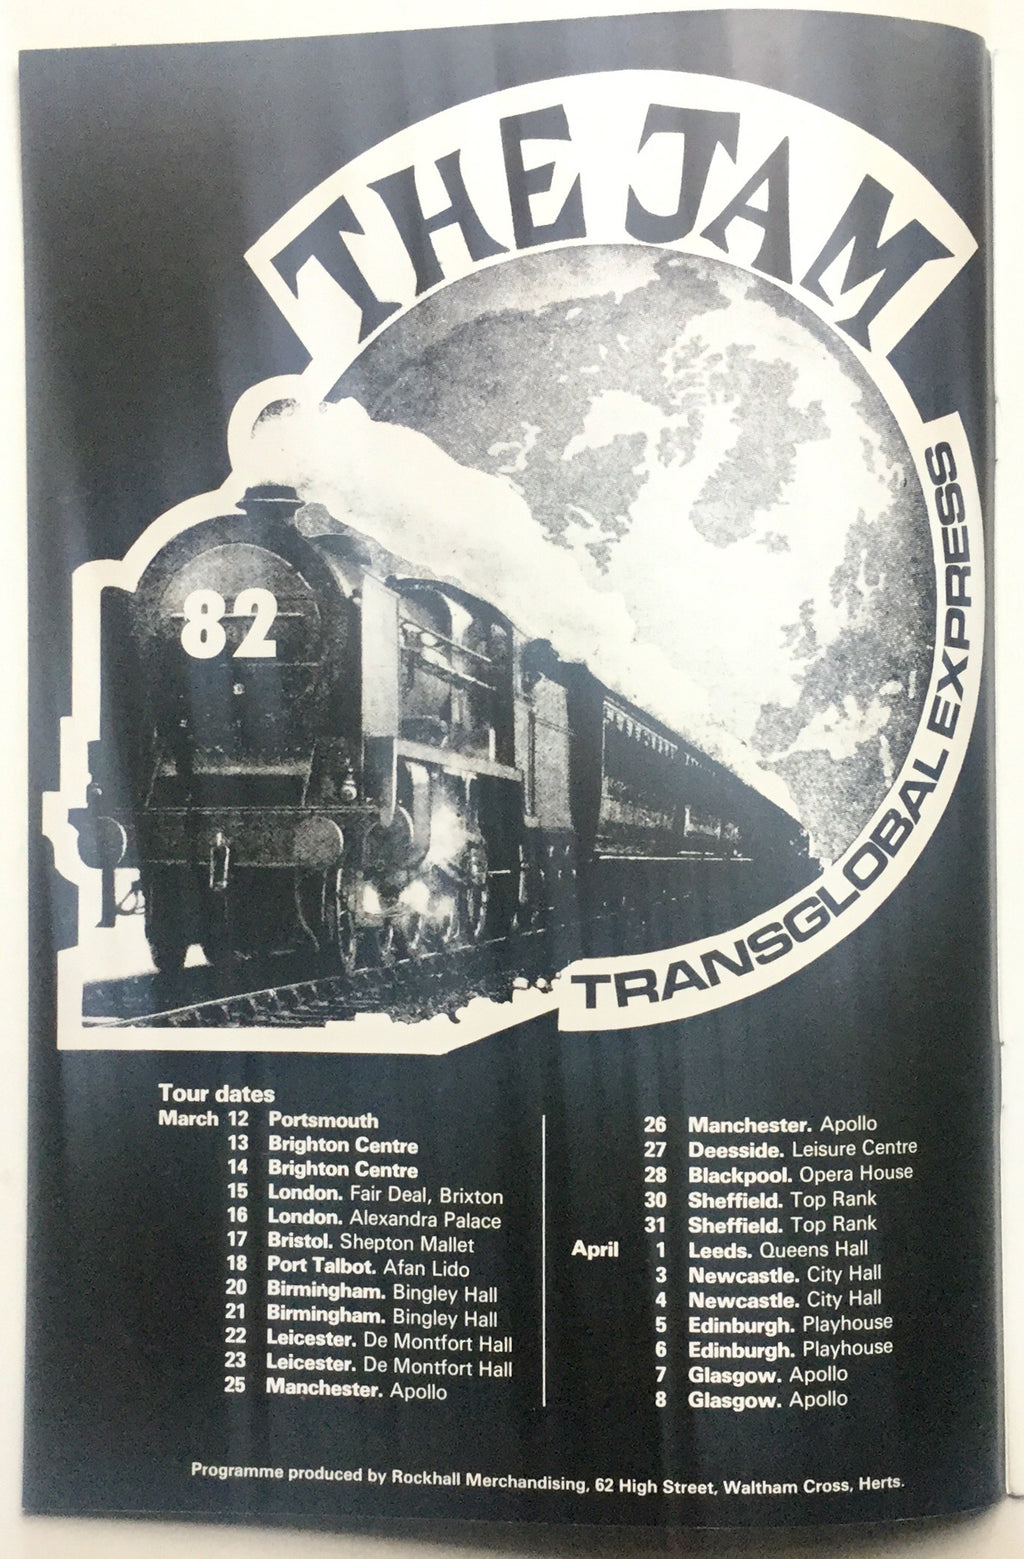 THE JAM
TRANSGLOBAL EXPRESS
82
Tour dates
March 12 Portsmouth
13 Brighton Centre
14 Brighton Centre
15 London. Fair Deal, Brixton
16 London. Alexandra Palace
17 Bristol. Shepton Mallet
18 Port Talbot. Afan Lido
20 Birmingham. Bingley Hall
21 Birmingham. Bingley Hall
22 Leicester. De Montfort Hall
23 Leicester. De Montfort Hall
25 Manchester. Apollo
26 Manchester. Apollo
27 Deesside. Leisure Centre
28 Blackpool. Opera House
30 Sheffield. Top Rank
31 Sheffield. Top Rank
April 1 Leeds. Queens Hall
3 Newcastle. City Hall
4 Newcastle. City Hall
5 Edinburgh. Playhouse
6 Edinburgh. Playhouse
7 Glasgow. Apollo
8 Glasgow. Apollo
Programme produced by Rockhall Merchandising, 62 High Street, Waltham Cross, Herts.